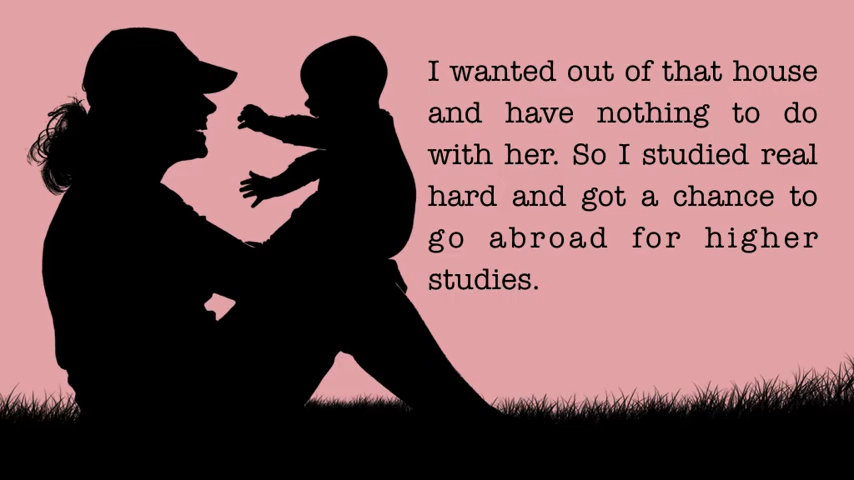 I wanted out of that house
and have nothing to do
with her. So I studied real
hard and got a chance to
go abroad for higher
studies.